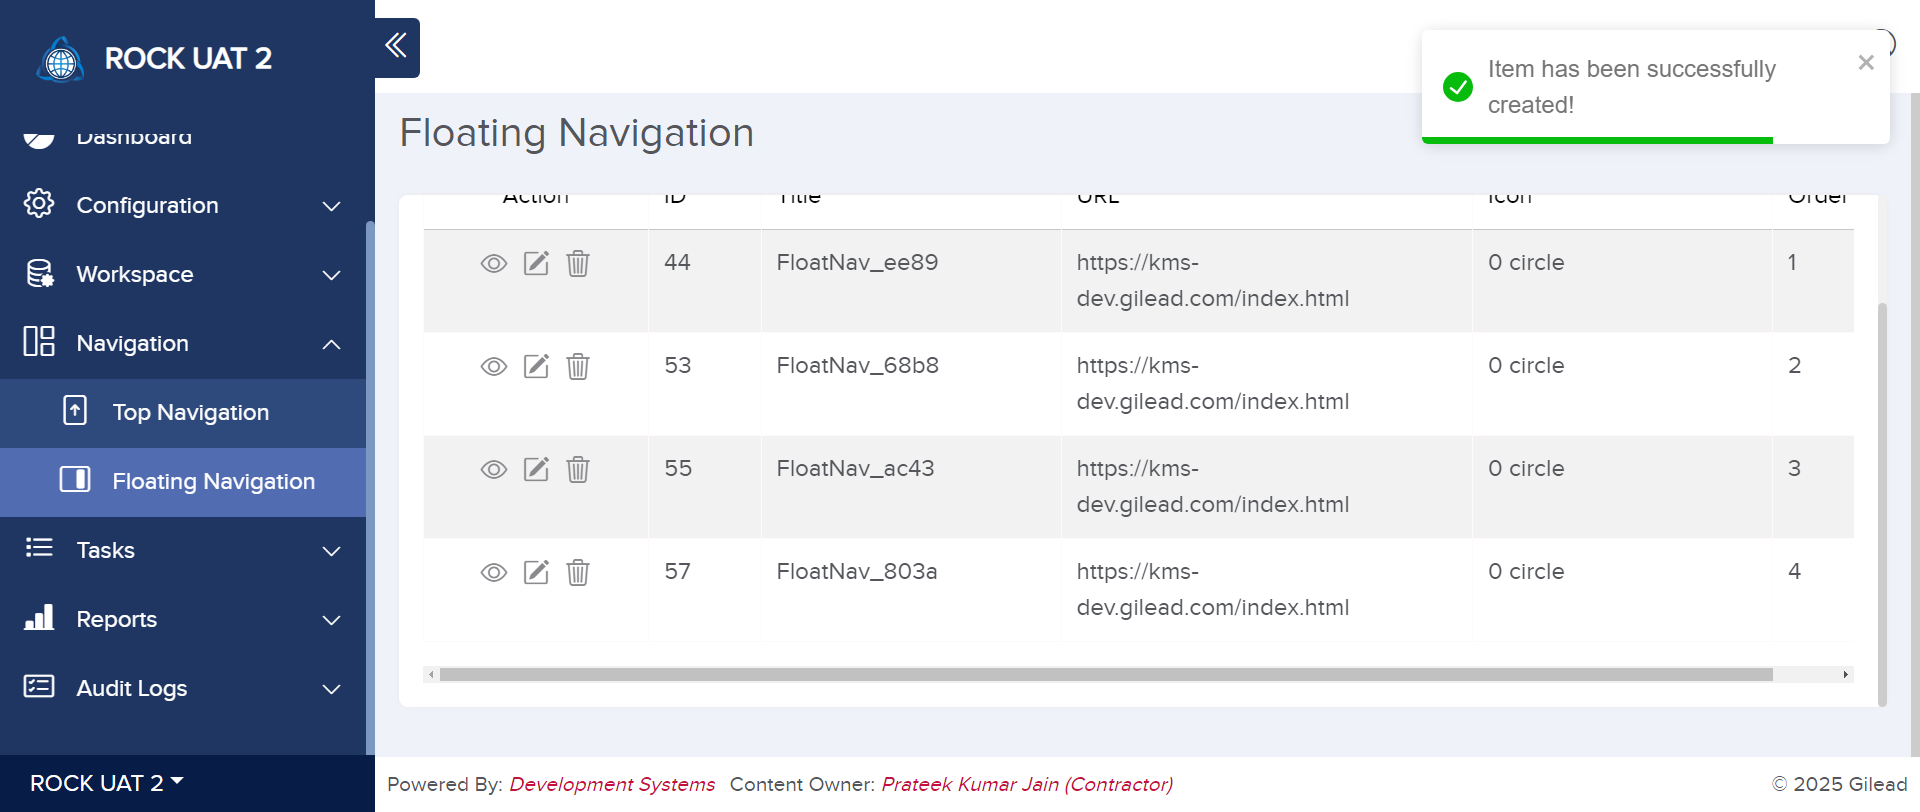 ROCK UAT 2
Dashboard
Configuration
Workspace
Navigation
Top Navigation
Floating Navigation
Tasks
Reports
Audit Logs
ROCK UAT 2
Item has been successfully
created!
Floating Navigation
Action ID Title URL Icon Order
44 FloatNav_ee89 https://kms- 0 circle 1
dev.gilead.com/index.html
53 FloatNav_68b8 https://kms- 0 circle 2
dev.gilead.com/index.html
55 FloatNav_ac43 https://kms- 0 circle 3
dev.gilead.com/index.html
57 FloatNav_803a https://kms- 0 circle 4
dev.gilead.com/index.html
Powered By: Development Systems Content Owner: Prateek Kumar Jain (Contractor) © 2025 Gilead